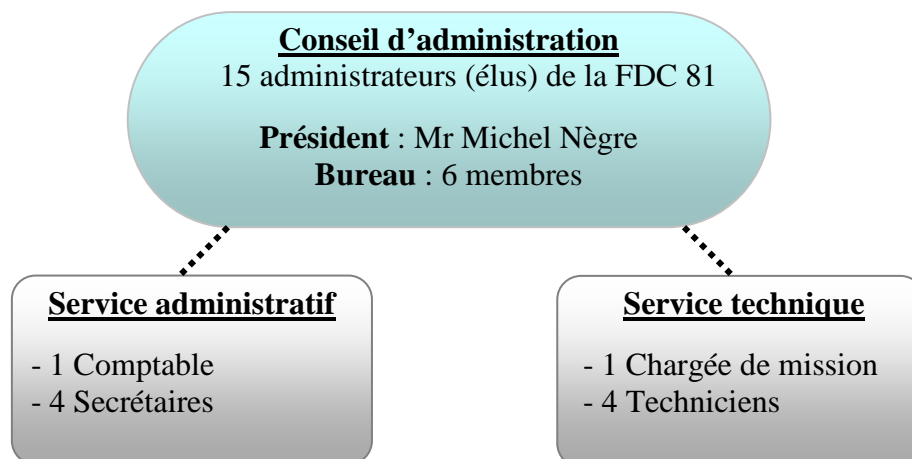 Conseil d’administration
15 administrateurs (élus) de la FDC 81
Président : Mr Michel Nègre
Bureau : 6 membres
Service administratif
- 1 Comptable
- 4 Secrétaires
Service technique
- 1 Chargée de mission
- 4 Techniciens